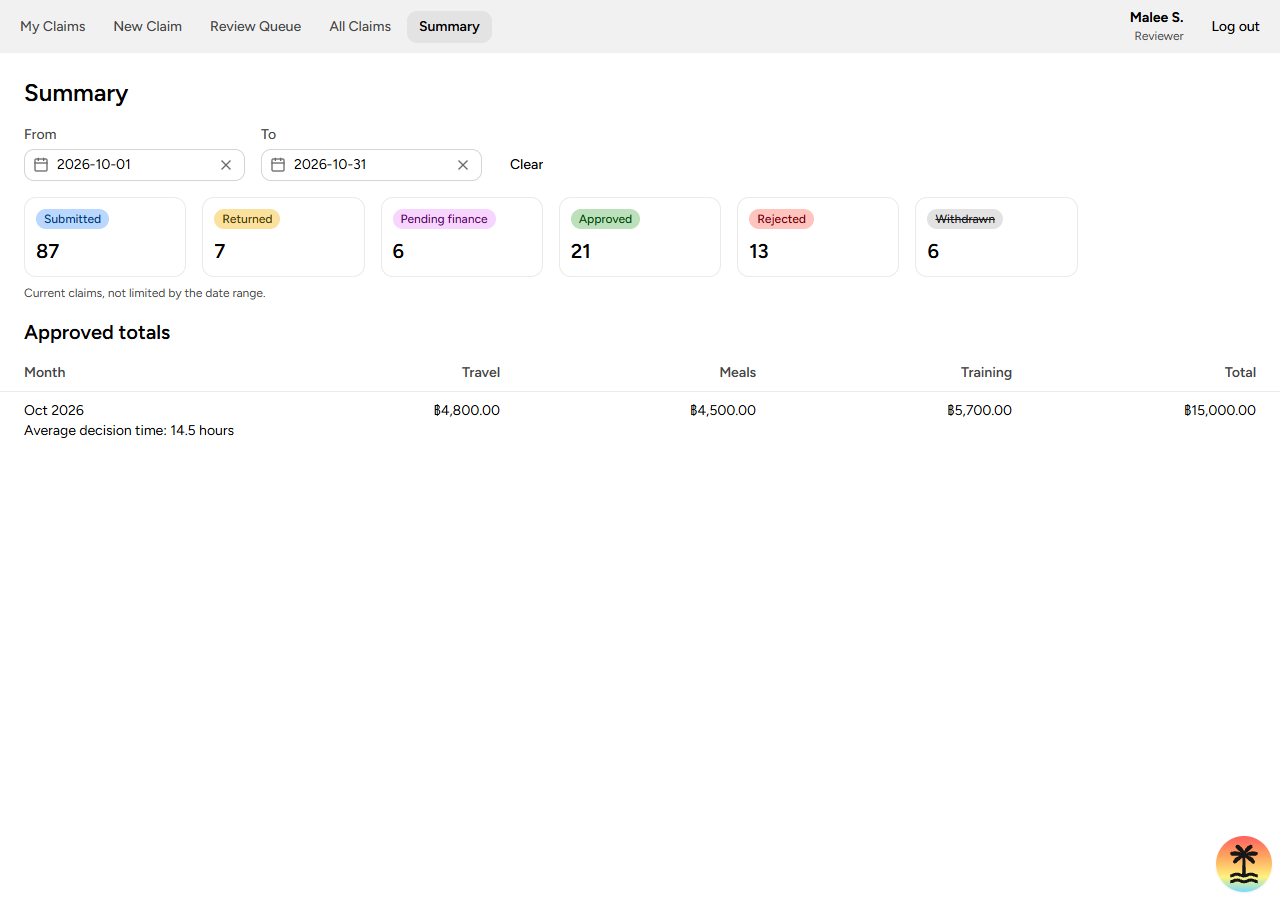 My Claims New Claim Review Queue All Claims Summary Malee S. Log out
Reviewer
Summary
From To
2026-10-01 2026-10-31 Clear
Submitted Returned Pending finance Approved Rejected Withdrawn
87 7 6 21 13 6
Current claims, not limited by the date range.
Approved totals
Month Travel Meals Training Total
Oct 2026 ฿4,800.00 ฿4,500.00 ฿5,700.00 ฿15,000.00
Average decision time: 14.5 hours